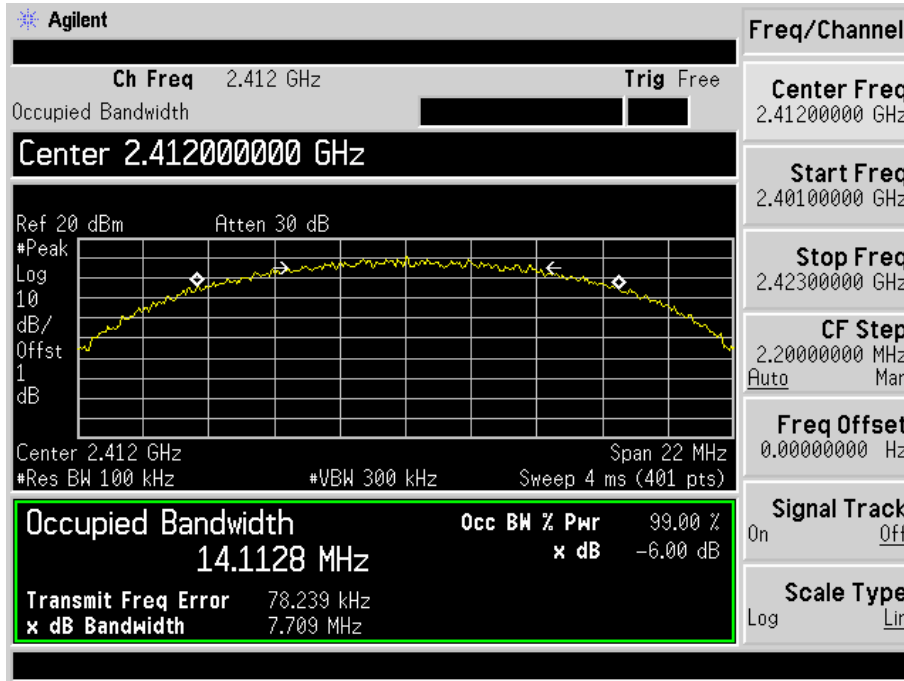 Agilent
Ch Freq 2.412 GHz Trig Free
Occupied Bandwidth
Center 2.412000000 GHz
Ref 20 dBm Atten 30 dB
#Peak
Log
10
dB/
Offst
1
dB
Center 2.412 GHz Span 22 MHz
#Res BW 100 kHz #VBW 300 kHz Sweep 4 ms (401 pts)
Occupied Bandwidth
14.1128 MHz
Occ BW % Pwr 99.00 %
x dB -6.00 dB
Transmit Freq Error 78.239 kHz
x dB Bandwidth 7.709 MHz
Freq/Channel
Center Freq
2.41200000 GHz
Start Freq
2.40100000 GHz
Stop Freq
2.42300000 GHz
CF Step
2.20000000 MHz
Auto Man
Freq Offset
0.00000000 Hz
Signal Track
On Off
Scale Type
Log Lin